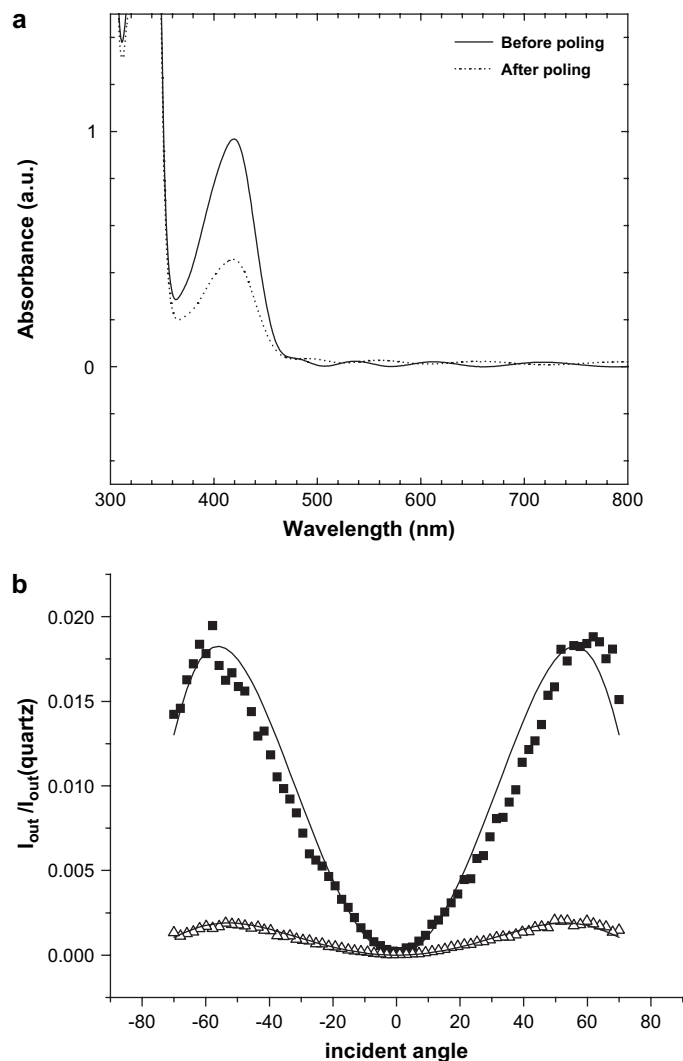 a
Before poling
After poling
1
0
Absorbance (a.u.)
300 400 500 600 700 800
Wavelength (nm)
b
0.020
0.015
0.010
0.005
0.000
I_out /I_out(quartz)
-80 -60 -40 -20 0 20 40 60 80
incident angle